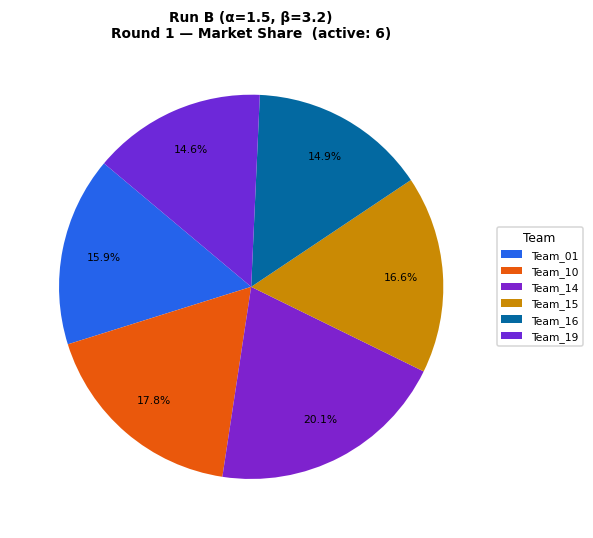 Run B (α=1.5, β=3.2)
Round 1 — Market Share  (active: 6)
14.6%
14.9%
15.9%
16.6%
17.8%
20.1%
Team
Team_01
Team_10
Team_14
Team_15
Team_16
Team_19